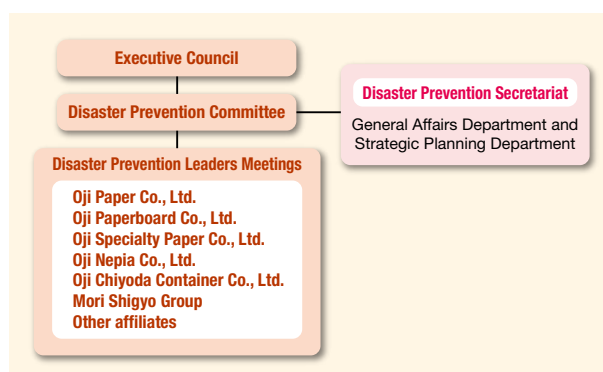 Executive Council
Disaster Prevention Committee
Disaster Prevention Secretariat
General Affairs Department and
Strategic Planning Department
Disaster Prevention Leaders Meetings
Oji Paper Co., Ltd.
Oji Paperboard Co., Ltd.
Oji Specialty Paper Co., Ltd.
Oji Nepia Co., Ltd.
Oji Chiyoda Container Co., Ltd.
Mori Shigyo Group
Other affiliates